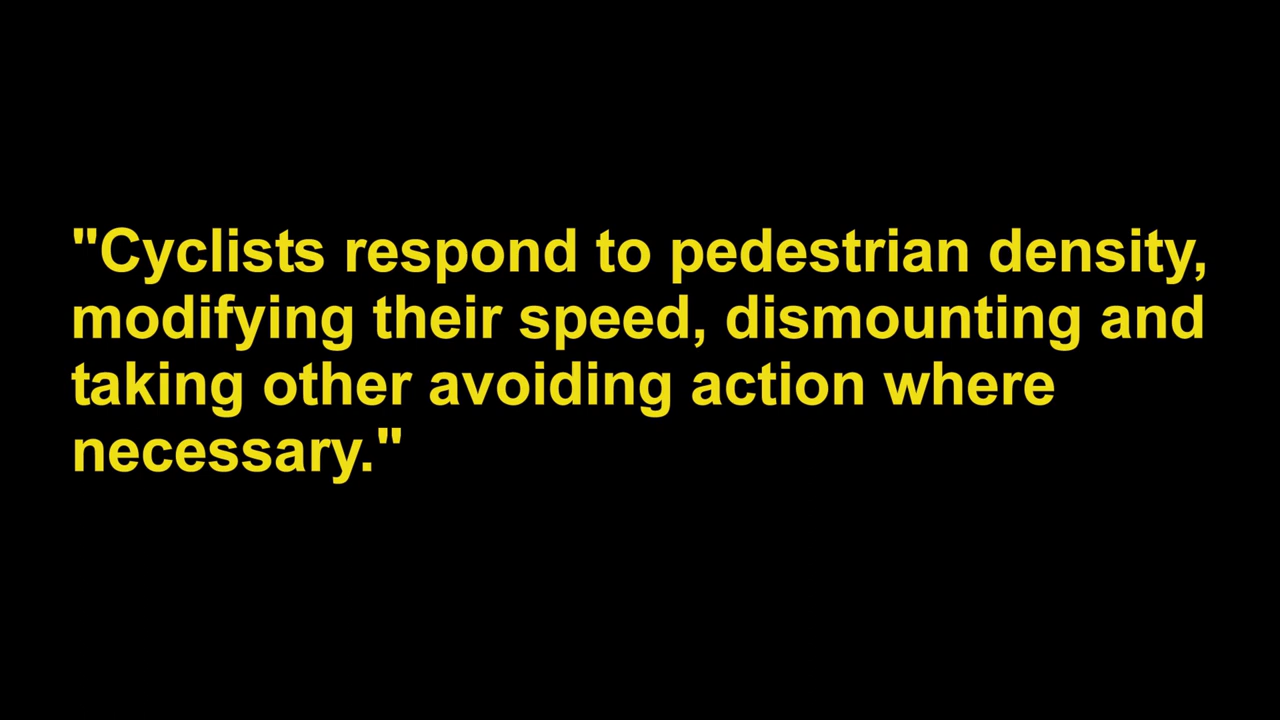 "Cyclists respond to pedestrian density,
modifying their speed, dismounting and
taking other avoiding action where
necessary."